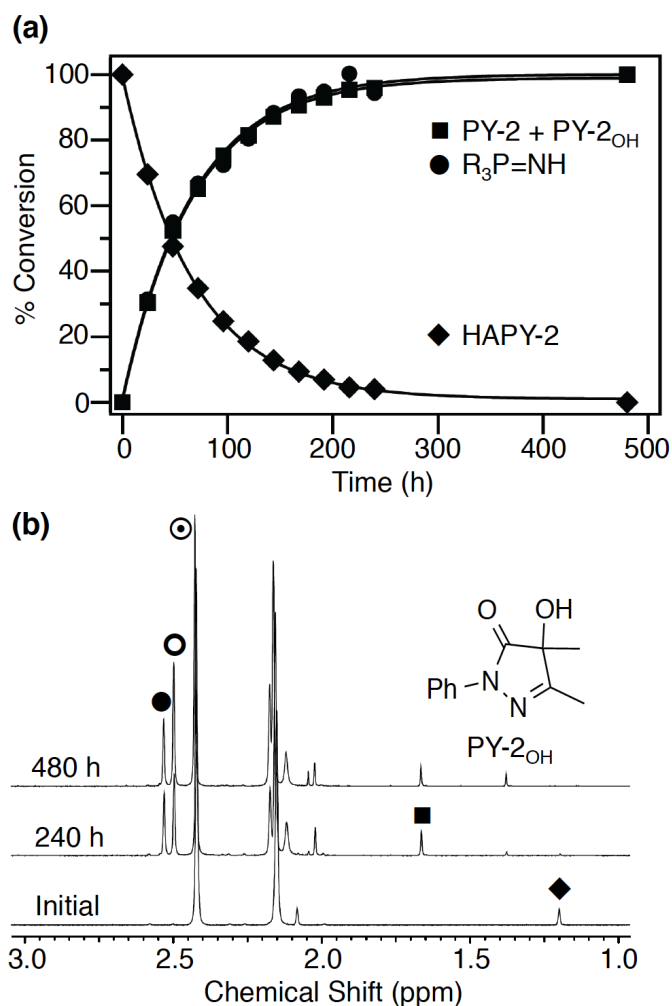 (a)
100
80
60
40
20
0
% Conversion
PY-2 + PY-2OH
R3P=NH
HAPY-2
0 100 200 300 400 500
Time (h)
(b)
O OH
Ph N N
PY-2OH
480 h
240 h
Initial
3.0 2.5 2.0 1.5 1.0
Chemical Shift (ppm)